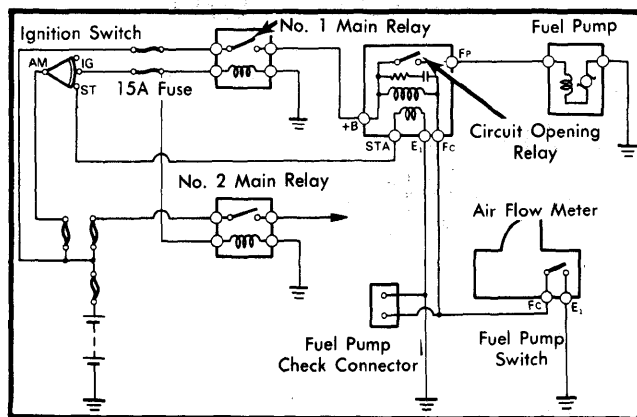 No. 1 Main Relay
Fuel Pump
Ignition Switch
AM
IG
ST
15A Fuse
FP
+B
STA
E1
FC
Circuit Opening
Relay
No. 2 Main Relay
Air Flow Meter
FC
E1
Fuel Pump
Check Connector
Fuel Pump
Switch